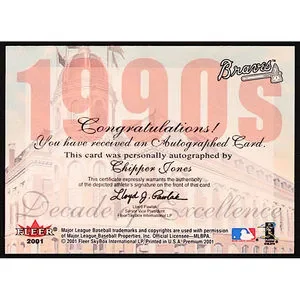 Braves
1990s
Congratulations!
You have received an Autographed Card.
This card was personally autographed by
Chipper Jones
This certificate expressly warrants the authenticity
of the depicted athlete's signature on the front of this card.
Lloyd J. Pawlak
Lloyd Pawlak
Senior Vice President
Fleer/SkyBox International LP
Decade Excellence
FLEER
2001
Major League Baseball trademarks and copyrights are used with permission
of Major League Baseball Properties, Inc. Official Licensee—MLBPA
© 2001 Fleer SkyBox International LP/Printed in U.S.A./Premium 2001